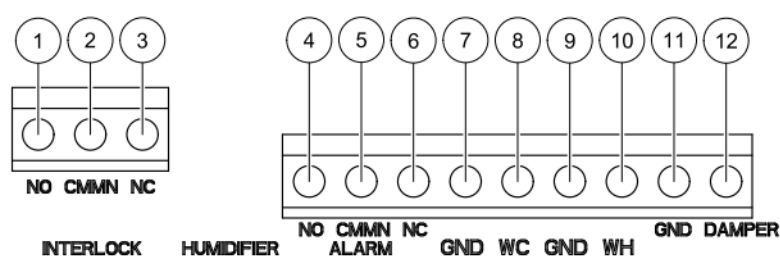 1 2 3 4 5 6 7 8 9 10 11 12
NO CMMN NC
INTERLOCK
HUMIDIFIER
NO CMMN NC
ALARM
GND WC GND WH
GND DAMPER